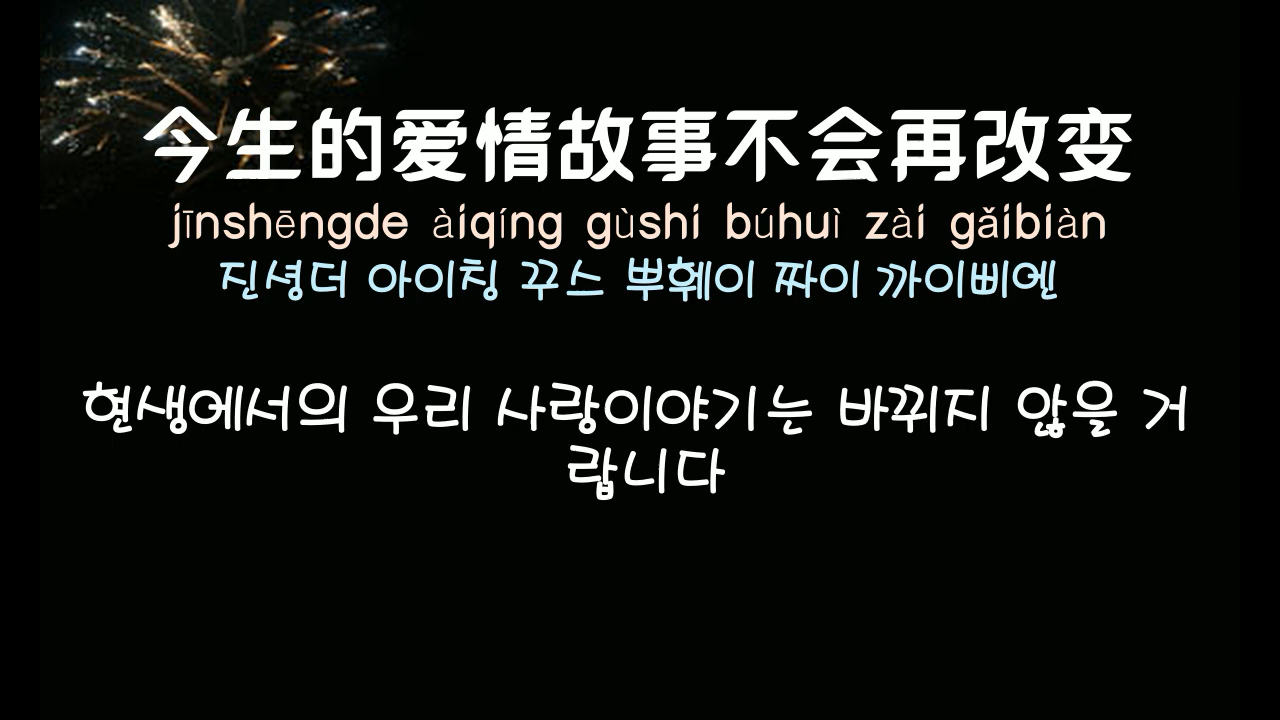 今生的爱情故事不会再改变
jīnshēngde àiqíng gùshi búhuì zài gǎibiàn
진셩더 아이칭 꾸스 뿌훼이 짜이 까이삐엔
현생에서의 우리 사랑이야기는 바뀌지 않을 거
랍니다